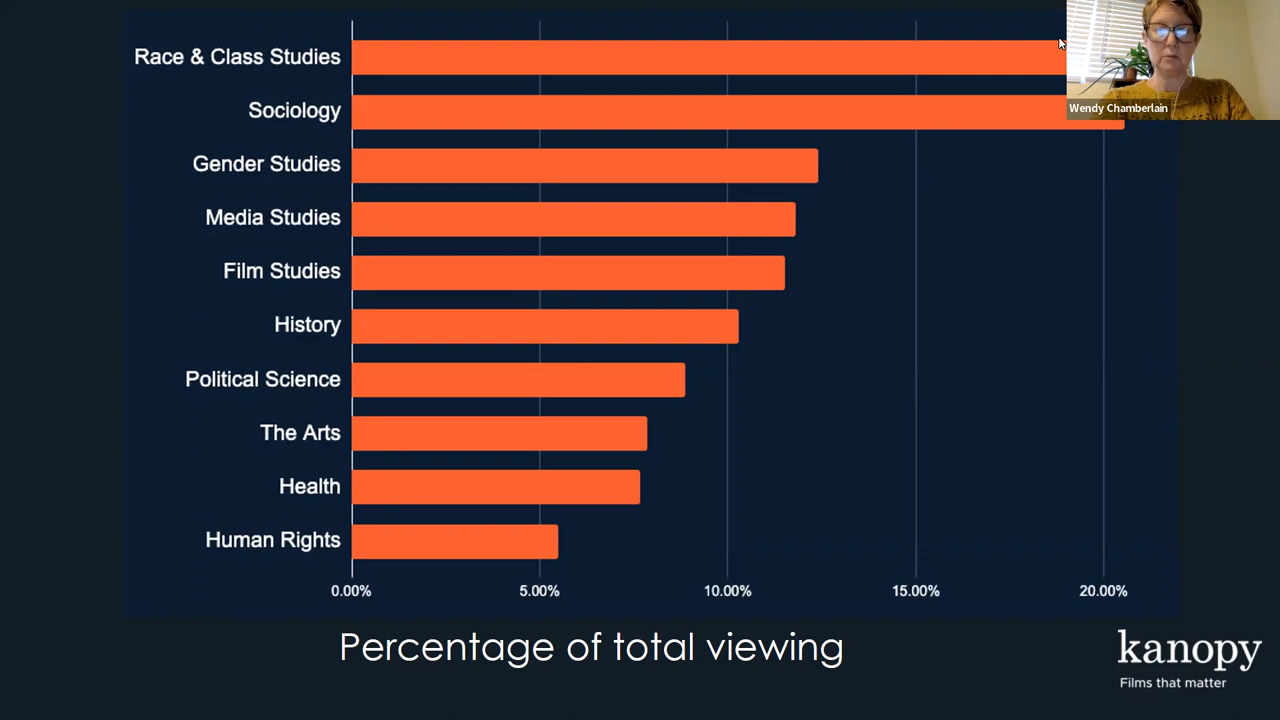 Race & Class Studies
Wendy Chamberlain
Sociology
Gender Studies
Media Studies
Film Studies
History
Political Science
The Arts
Health
Human Rights
0.00% 5.00% 10.00% 15.00% 20.00%
Percentage of total viewing
kanopy
Films that matter